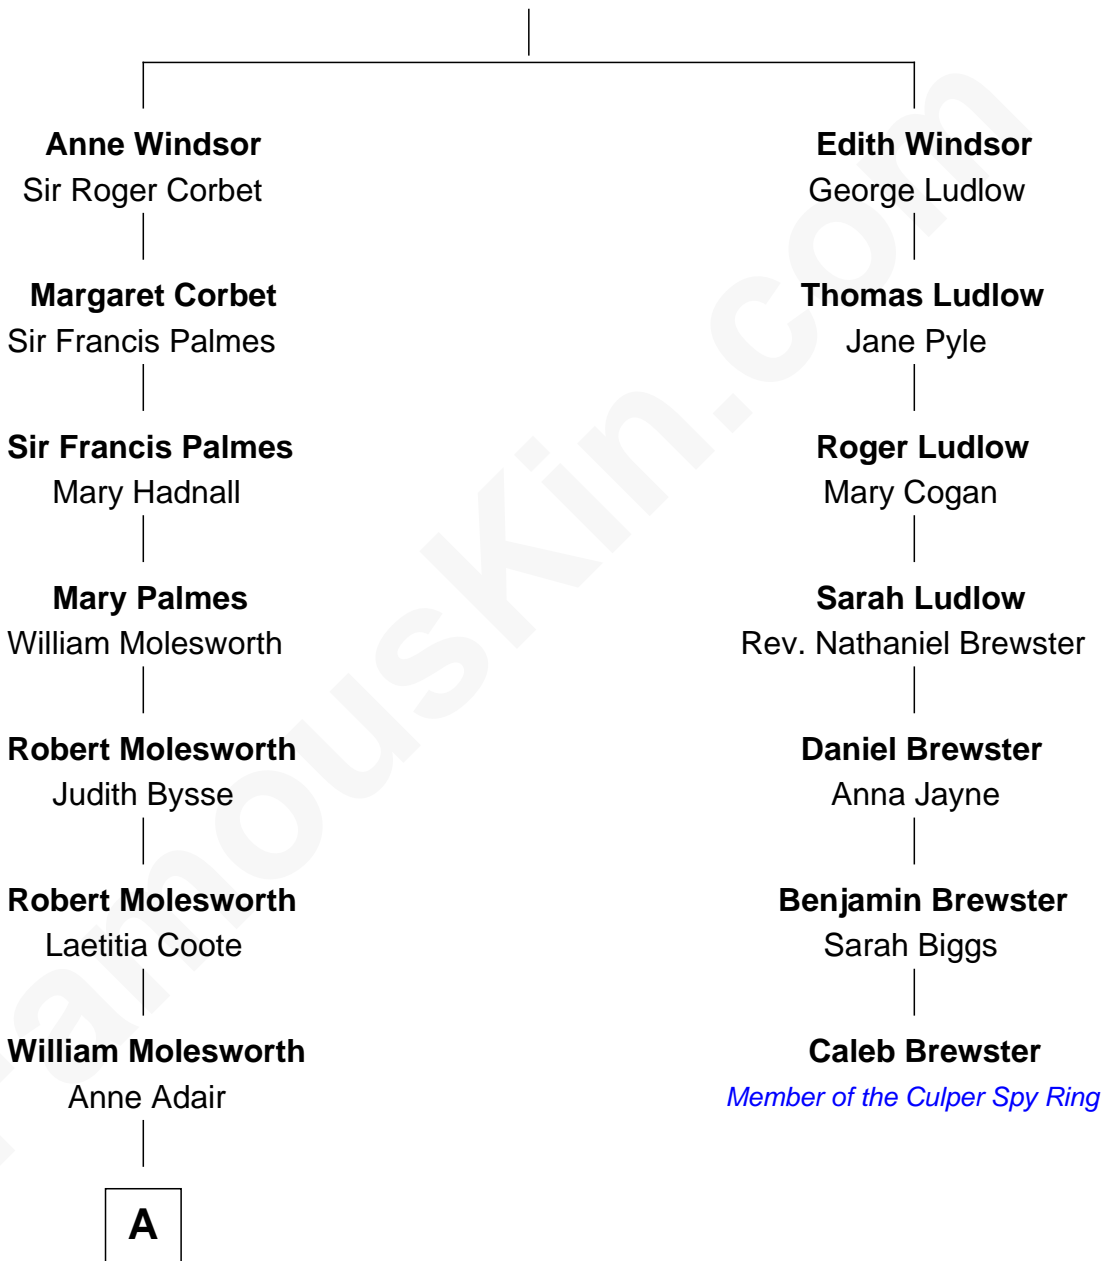 Anne Windsor
Sir Roger Corbet
Margaret Corbet
Sir Francis Palmes
Sir Francis Palmes
Mary Hadnall
Mary Palmes
William Molesworth
Robert Molesworth
Judith Bysse
Robert Molesworth
Laetitia Coote
William Molesworth
Anne Adair
A
Edith Windsor
George Ludlow
Thomas Ludlow
Jane Pyle
Roger Ludlow
Mary Cogan
Sarah Ludlow
Rev. Nathaniel Brewster
Daniel Brewster
Anna Jayne
Benjamin Brewster
Sarah Biggs
Caleb Brewster
Member of the Culper Spy Ring
FamousKin.com